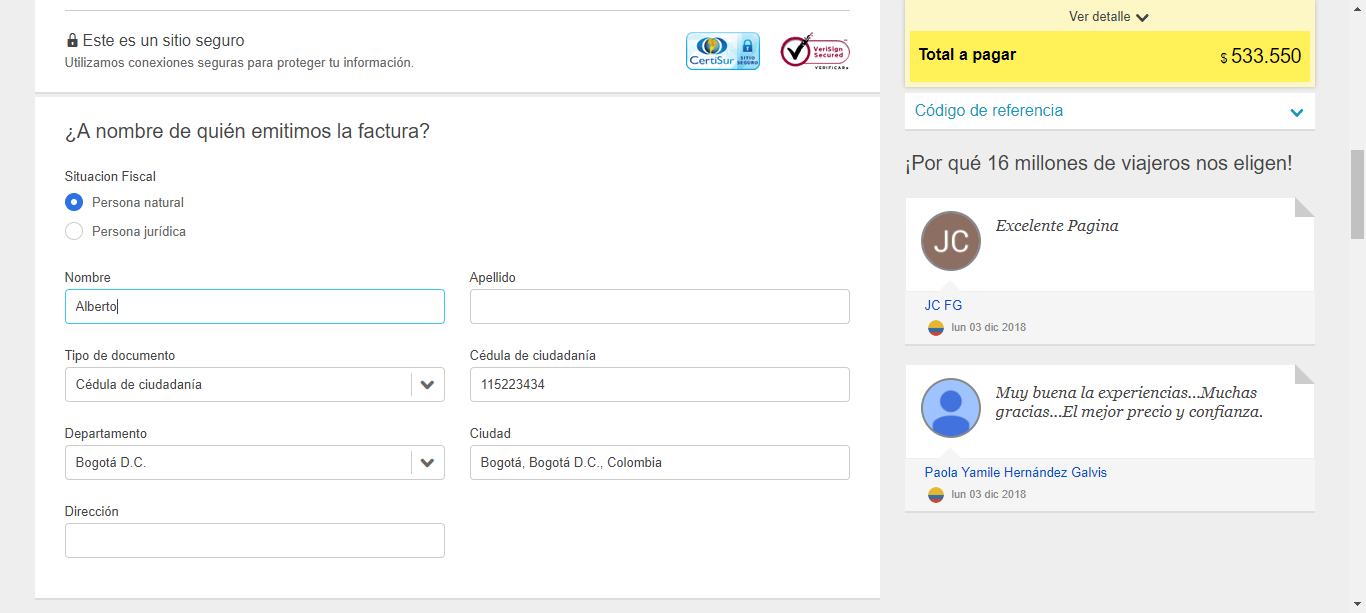 Este es un sitio seguro
Utilizamos conexiones seguras para proteger tu información.
CertiSur
SITIO SEGURO
VeriSign
Secured
VERIFICAR
¿A nombre de quién emitimos la factura?
Situacion Fiscal
Persona natural
Persona jurídica
Nombre
Apellido
Alberto
Tipo de documento
Cédula de ciudadanía
Cédula de ciudadanía
115223434
Departamento
Ciudad
Bogotá D.C.
Bogotá, Bogotá D.C., Colombia
Dirección
Ver detalle
Total a pagar
$ 533.550
Código de referencia
¡Por qué 16 millones de viajeros nos eligen!
JC
Excelente Pagina
JC FG
lun 03 dic 2018
Muy buena la experiencias...Muchas
gracias...El mejor precio y confianza.
Paola Yamile Hernández Galvis
lun 03 dic 2018